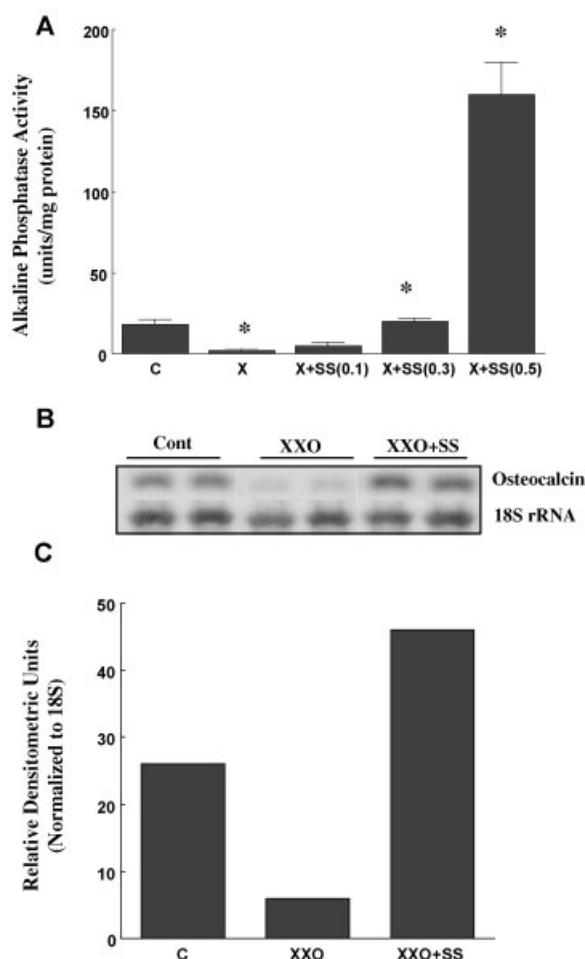 A
Alkaline Phosphatase Activity
(units/mg protein)
200
150
100
50
0
*
*
*
C X X+SS(0.1) X+SS(0.3) X+SS(0.5)
B
Cont XXO XXO+SS
Osteocalcin
18S rRNA
C
Relative Densitometric Units
(Normalized to 18S)
50
40
30
20
10
0
C XXO XXO+SS